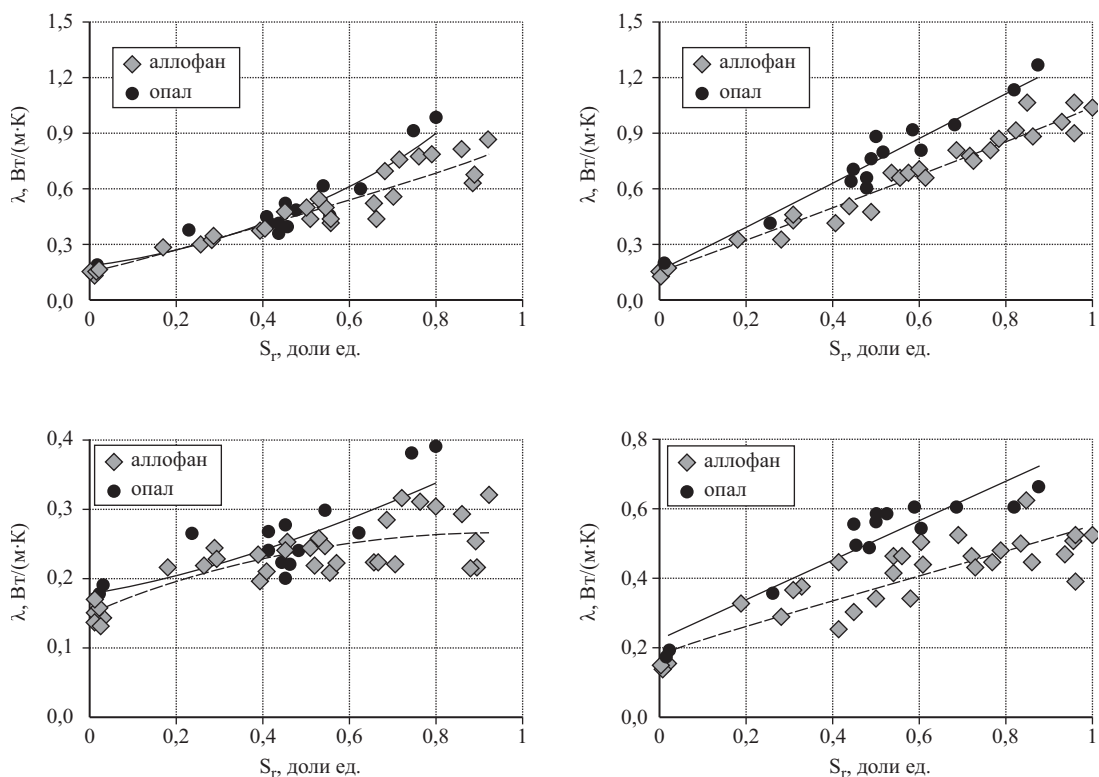 1,5
1,2
0,9
0,6
0,3
0,0
λ, Вт/(м·К)
аллофан
опал
0 0,2 0,4 0,6 0,8 1
S_r, доли ед.
1,5
1,2
0,9
0,6
0,3
0,0
λ, Вт/(м·К)
аллофан
опал
0 0,2 0,4 0,6 0,8 1
S_r, доли ед.
0,4
0,3
0,2
0,1
0,0
λ, Вт/(м·К)
аллофан
опал
0 0,2 0,4 0,6 0,8 1
S_r, доли ед.
0,8
0,6
0,4
0,2
0,0
λ, Вт/(м·К)
аллофан
опал
0 0,2 0,4 0,6 0,8 1
S_r, доли ед.